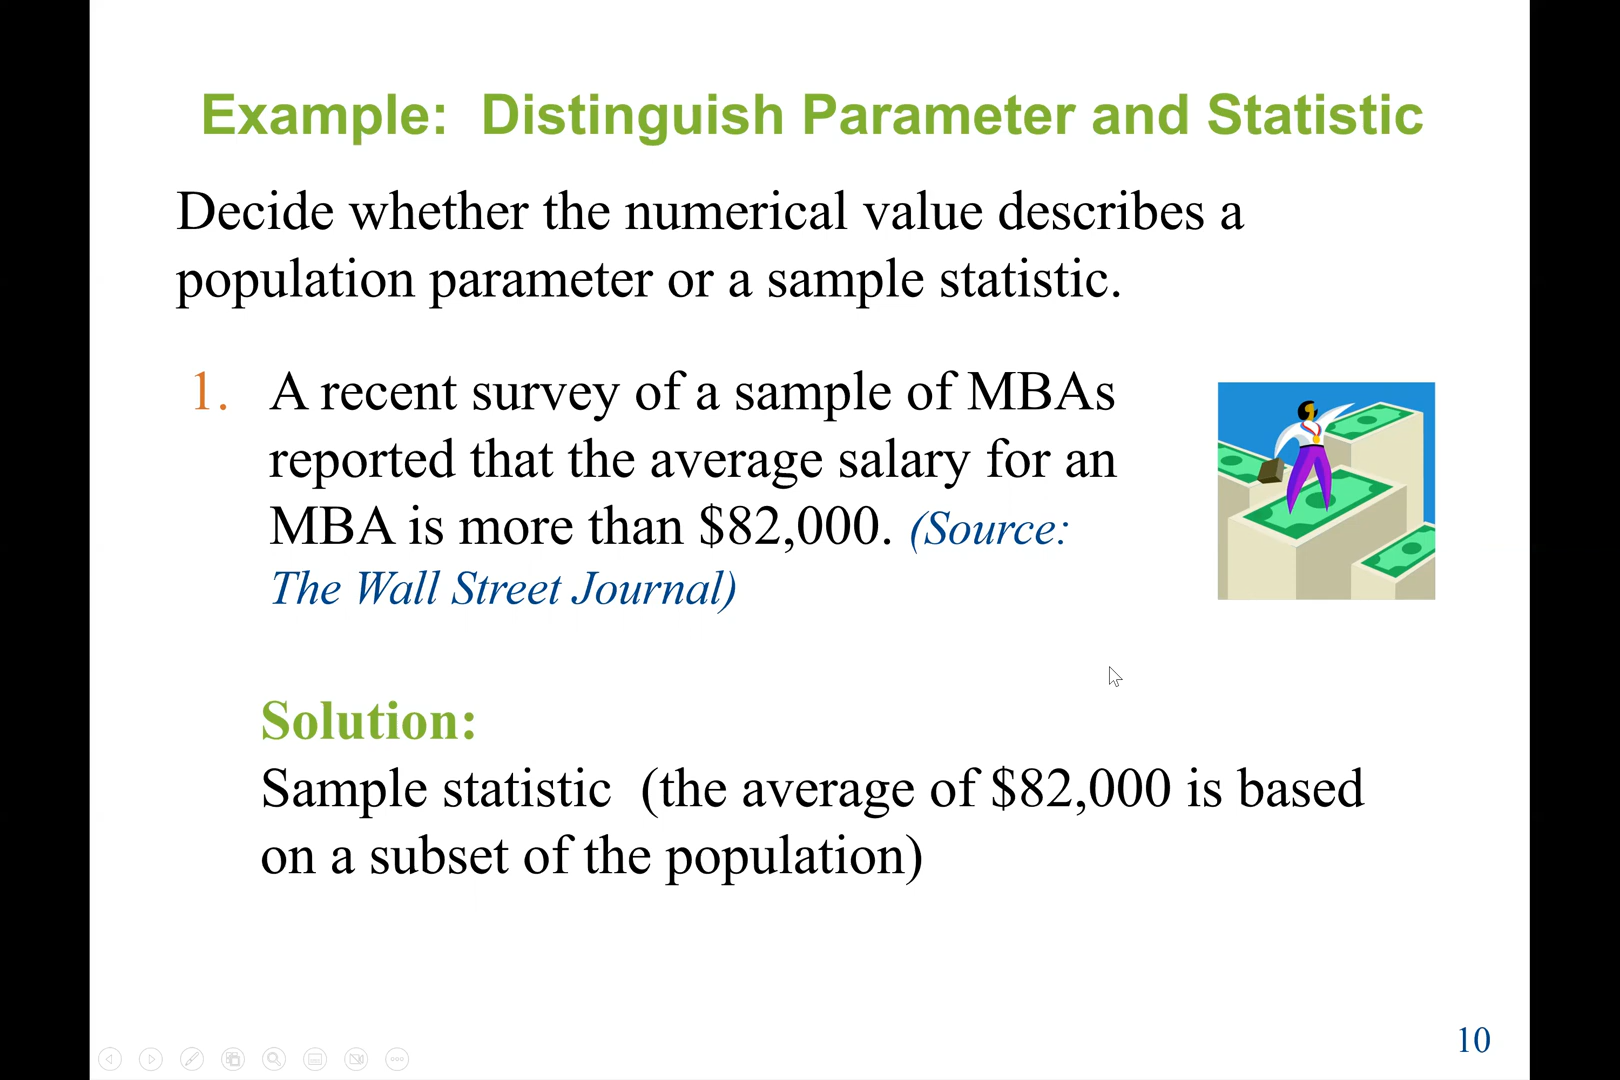 Example:  Distinguish Parameter and Statistic
Decide whether the numerical value describes a
population parameter or a sample statistic.
1. A recent survey of a sample of MBAs
reported that the average salary for an
MBA is more than $82,000. (Source:
The Wall Street Journal)
Solution:
Sample statistic  (the average of $82,000 is based
on a subset of the population)
10